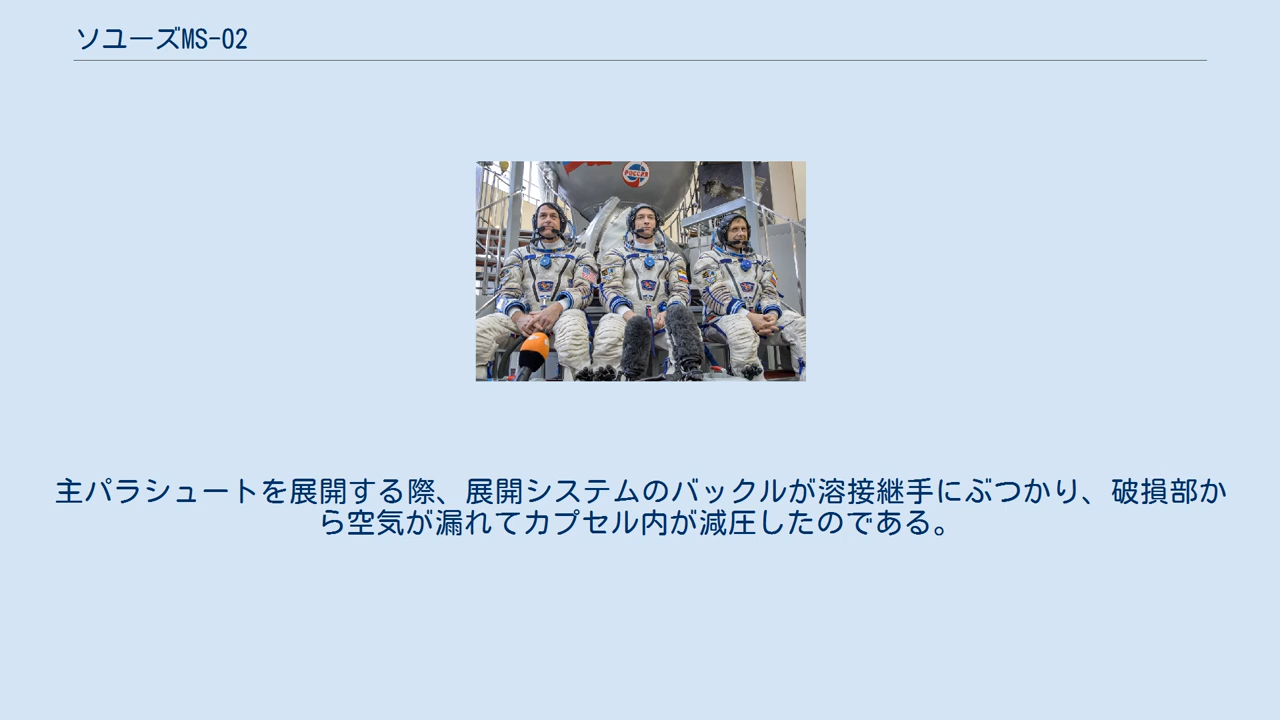 ソユーズMS-02
РОССИЯ
主パラシュートを展開する際、展開システムのバックルが溶接継手にぶつかり、破損部か
ら空気が漏れてカプセル内が減圧したのである。